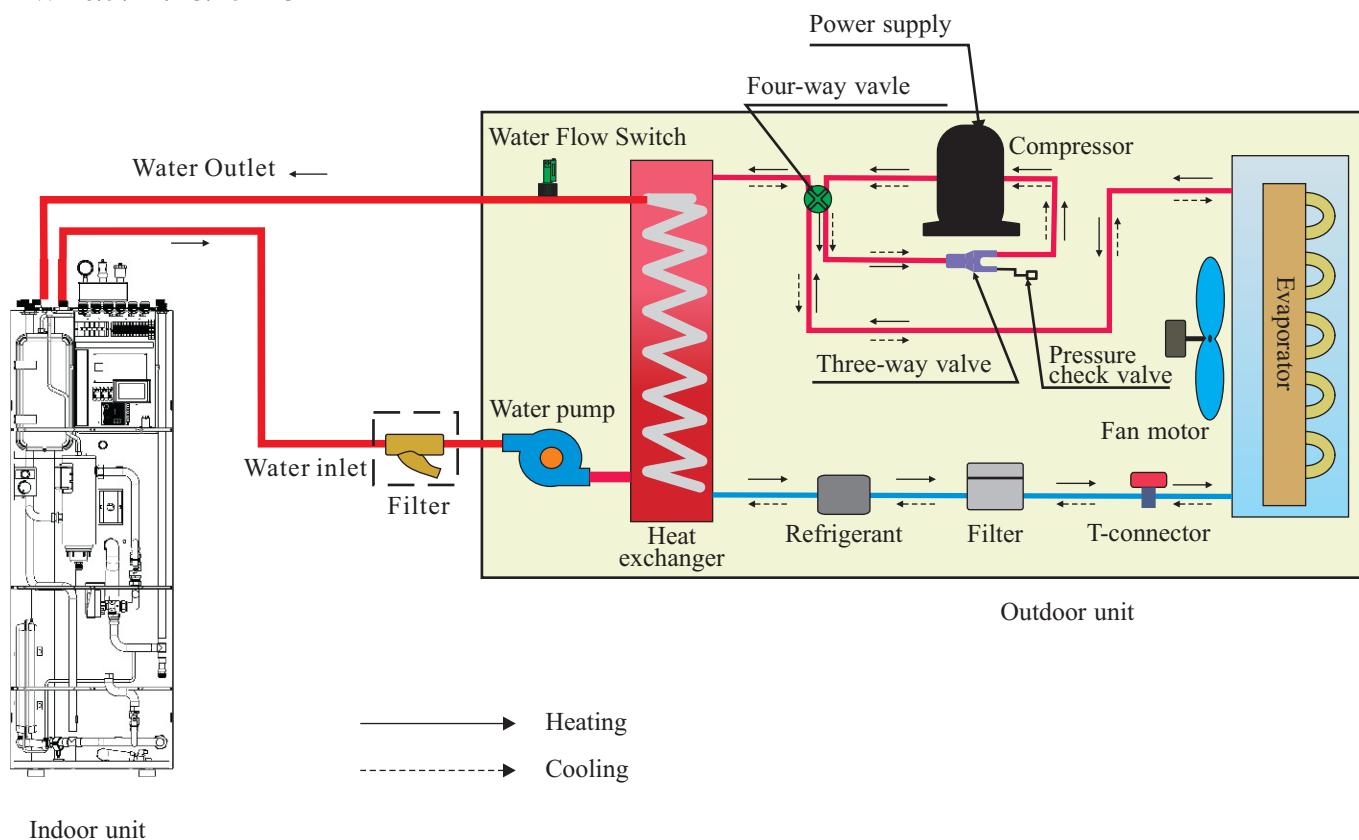 Power supply
Four-way vavle
Water Flow Switch
Compressor
Water Outlet
Evaporator
Three-way valve
Pressure
check valve
Water pump
Fan motor
Water inlet
Filter
Refrigerant
Filter
T-connector
Heat
exchanger
Outdoor unit
Heating
Cooling
Indoor unit